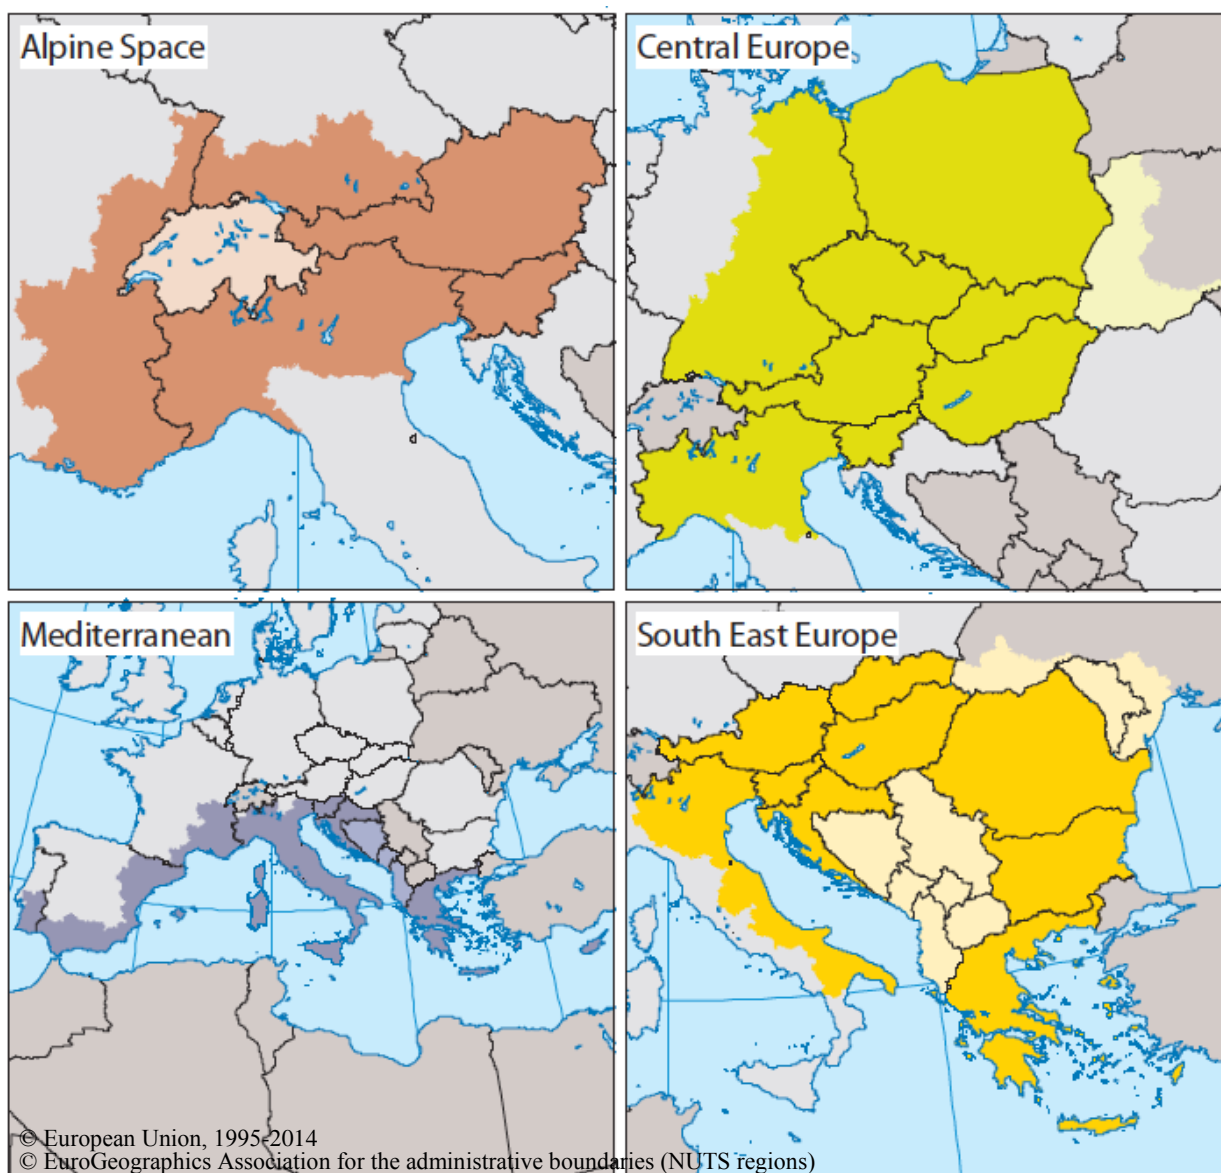 Alpine Space
Central Europe
Mediterranean
South East Europe
© European Union, 1995-2014
© EuroGeographics Association for the administrative boundaries (NUTS regions)